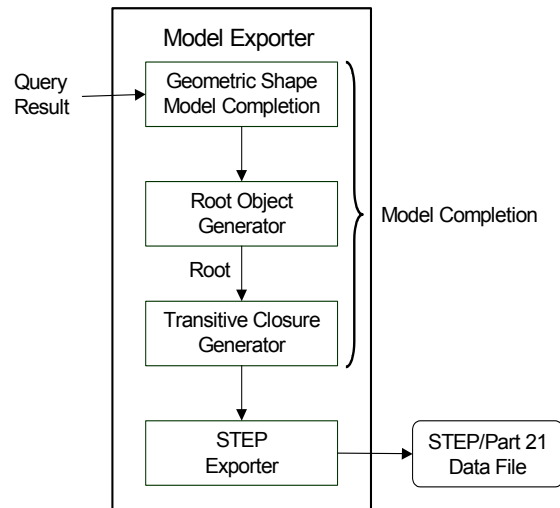 Model Exporter
Query
Result
Geometric Shape
Model Completion
Root Object
Generator
Model Completion
Root
Transitive Closure
Generator
STEP
Exporter
STEP/Part 21
Data File